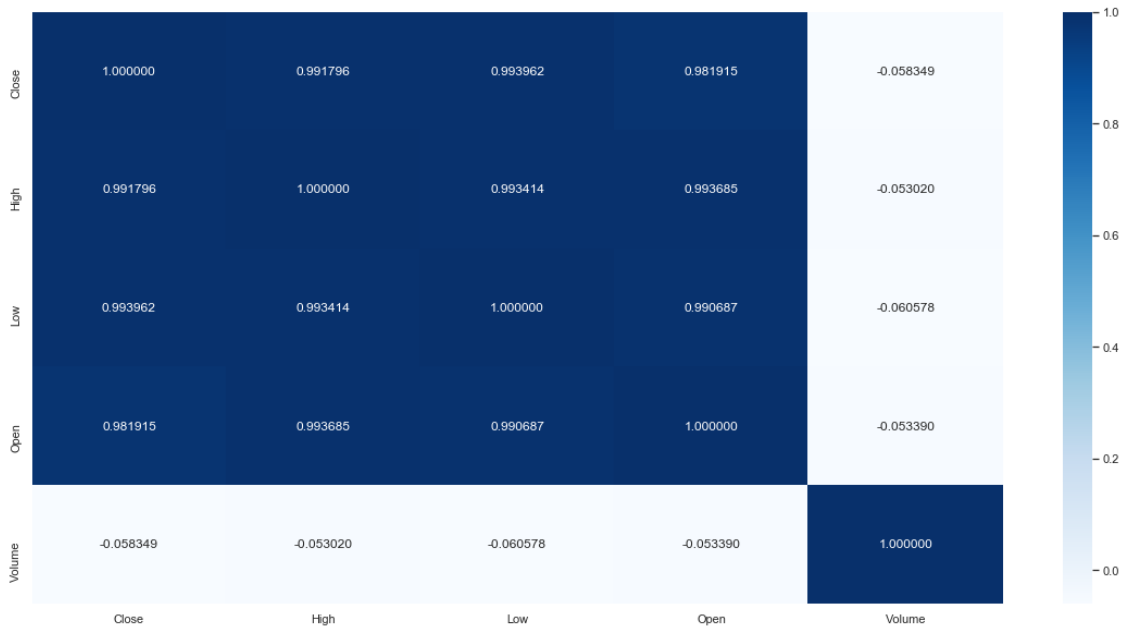 Close 1.000000 0.991796 0.993962 0.981915 -0.058349
High 0.991796 1.000000 0.993414 0.993685 -0.053020
Low 0.993962 0.993414 1.000000 0.990687 -0.060578
Open 0.981915 0.993685 0.990687 1.000000 -0.053390
Volume -0.058349 -0.053020 -0.060578 -0.053390 1.000000
Close High Low Open Volume
1.0
0.8
0.6
0.4
0.2
0.0